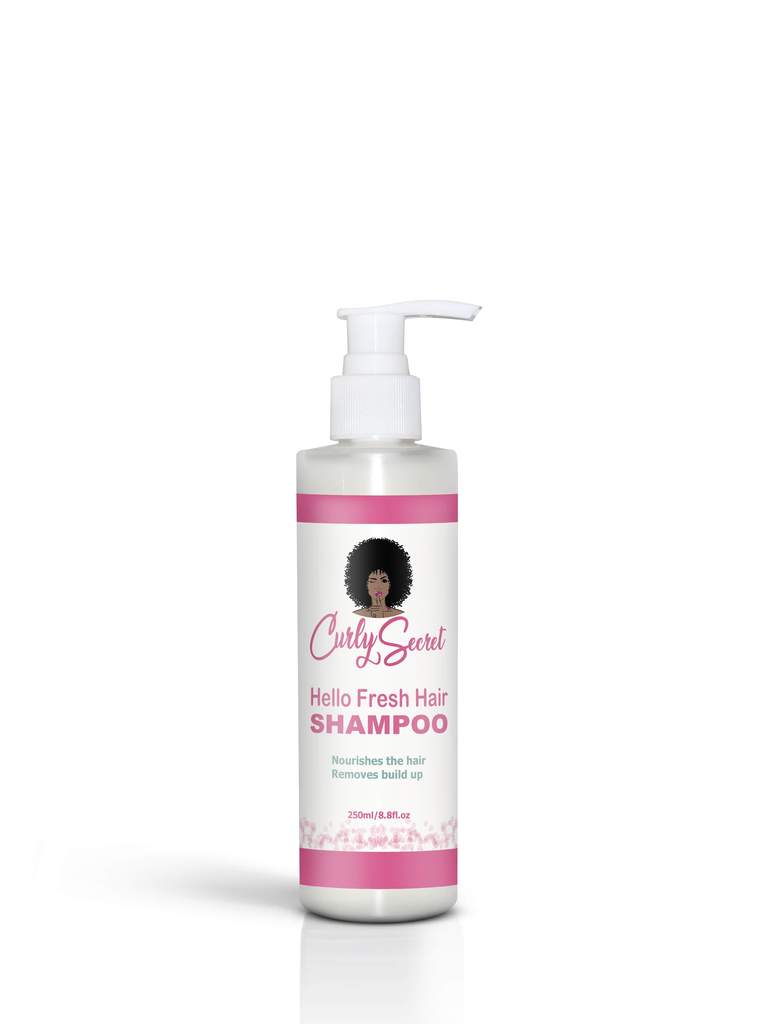 Curly Secret
Hello Fresh Hair
SHAMPOO
Nourishes the hair
Removes build up
250ml/8.8fl.oz